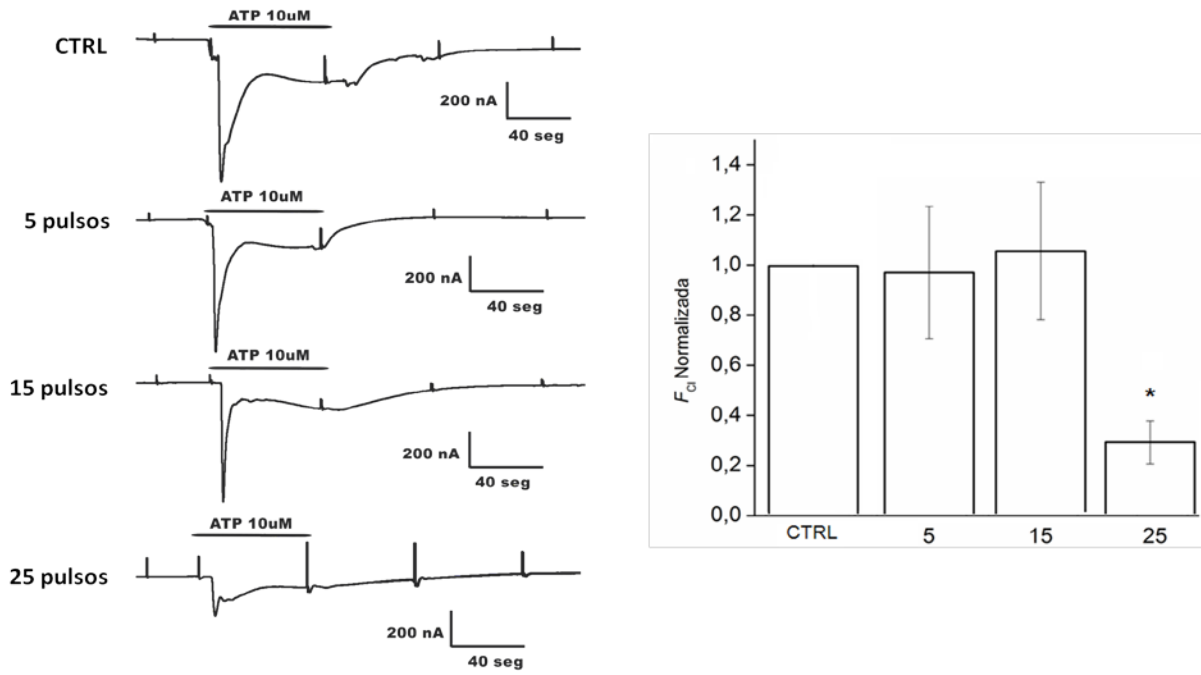 ATP 10uM
CTRL
200 nA
40 seg
ATP 10uM
5 pulsos
200 nA
40 seg
ATP 10uM
15 pulsos
200 nA
40 seg
ATP 10uM
25 pulsos
200 nA
40 seg
1,4
1,2
1,0
0,8
0,6
0,4
0,2
0,0
FCl Normalizada
*
CTRL 5 15 25